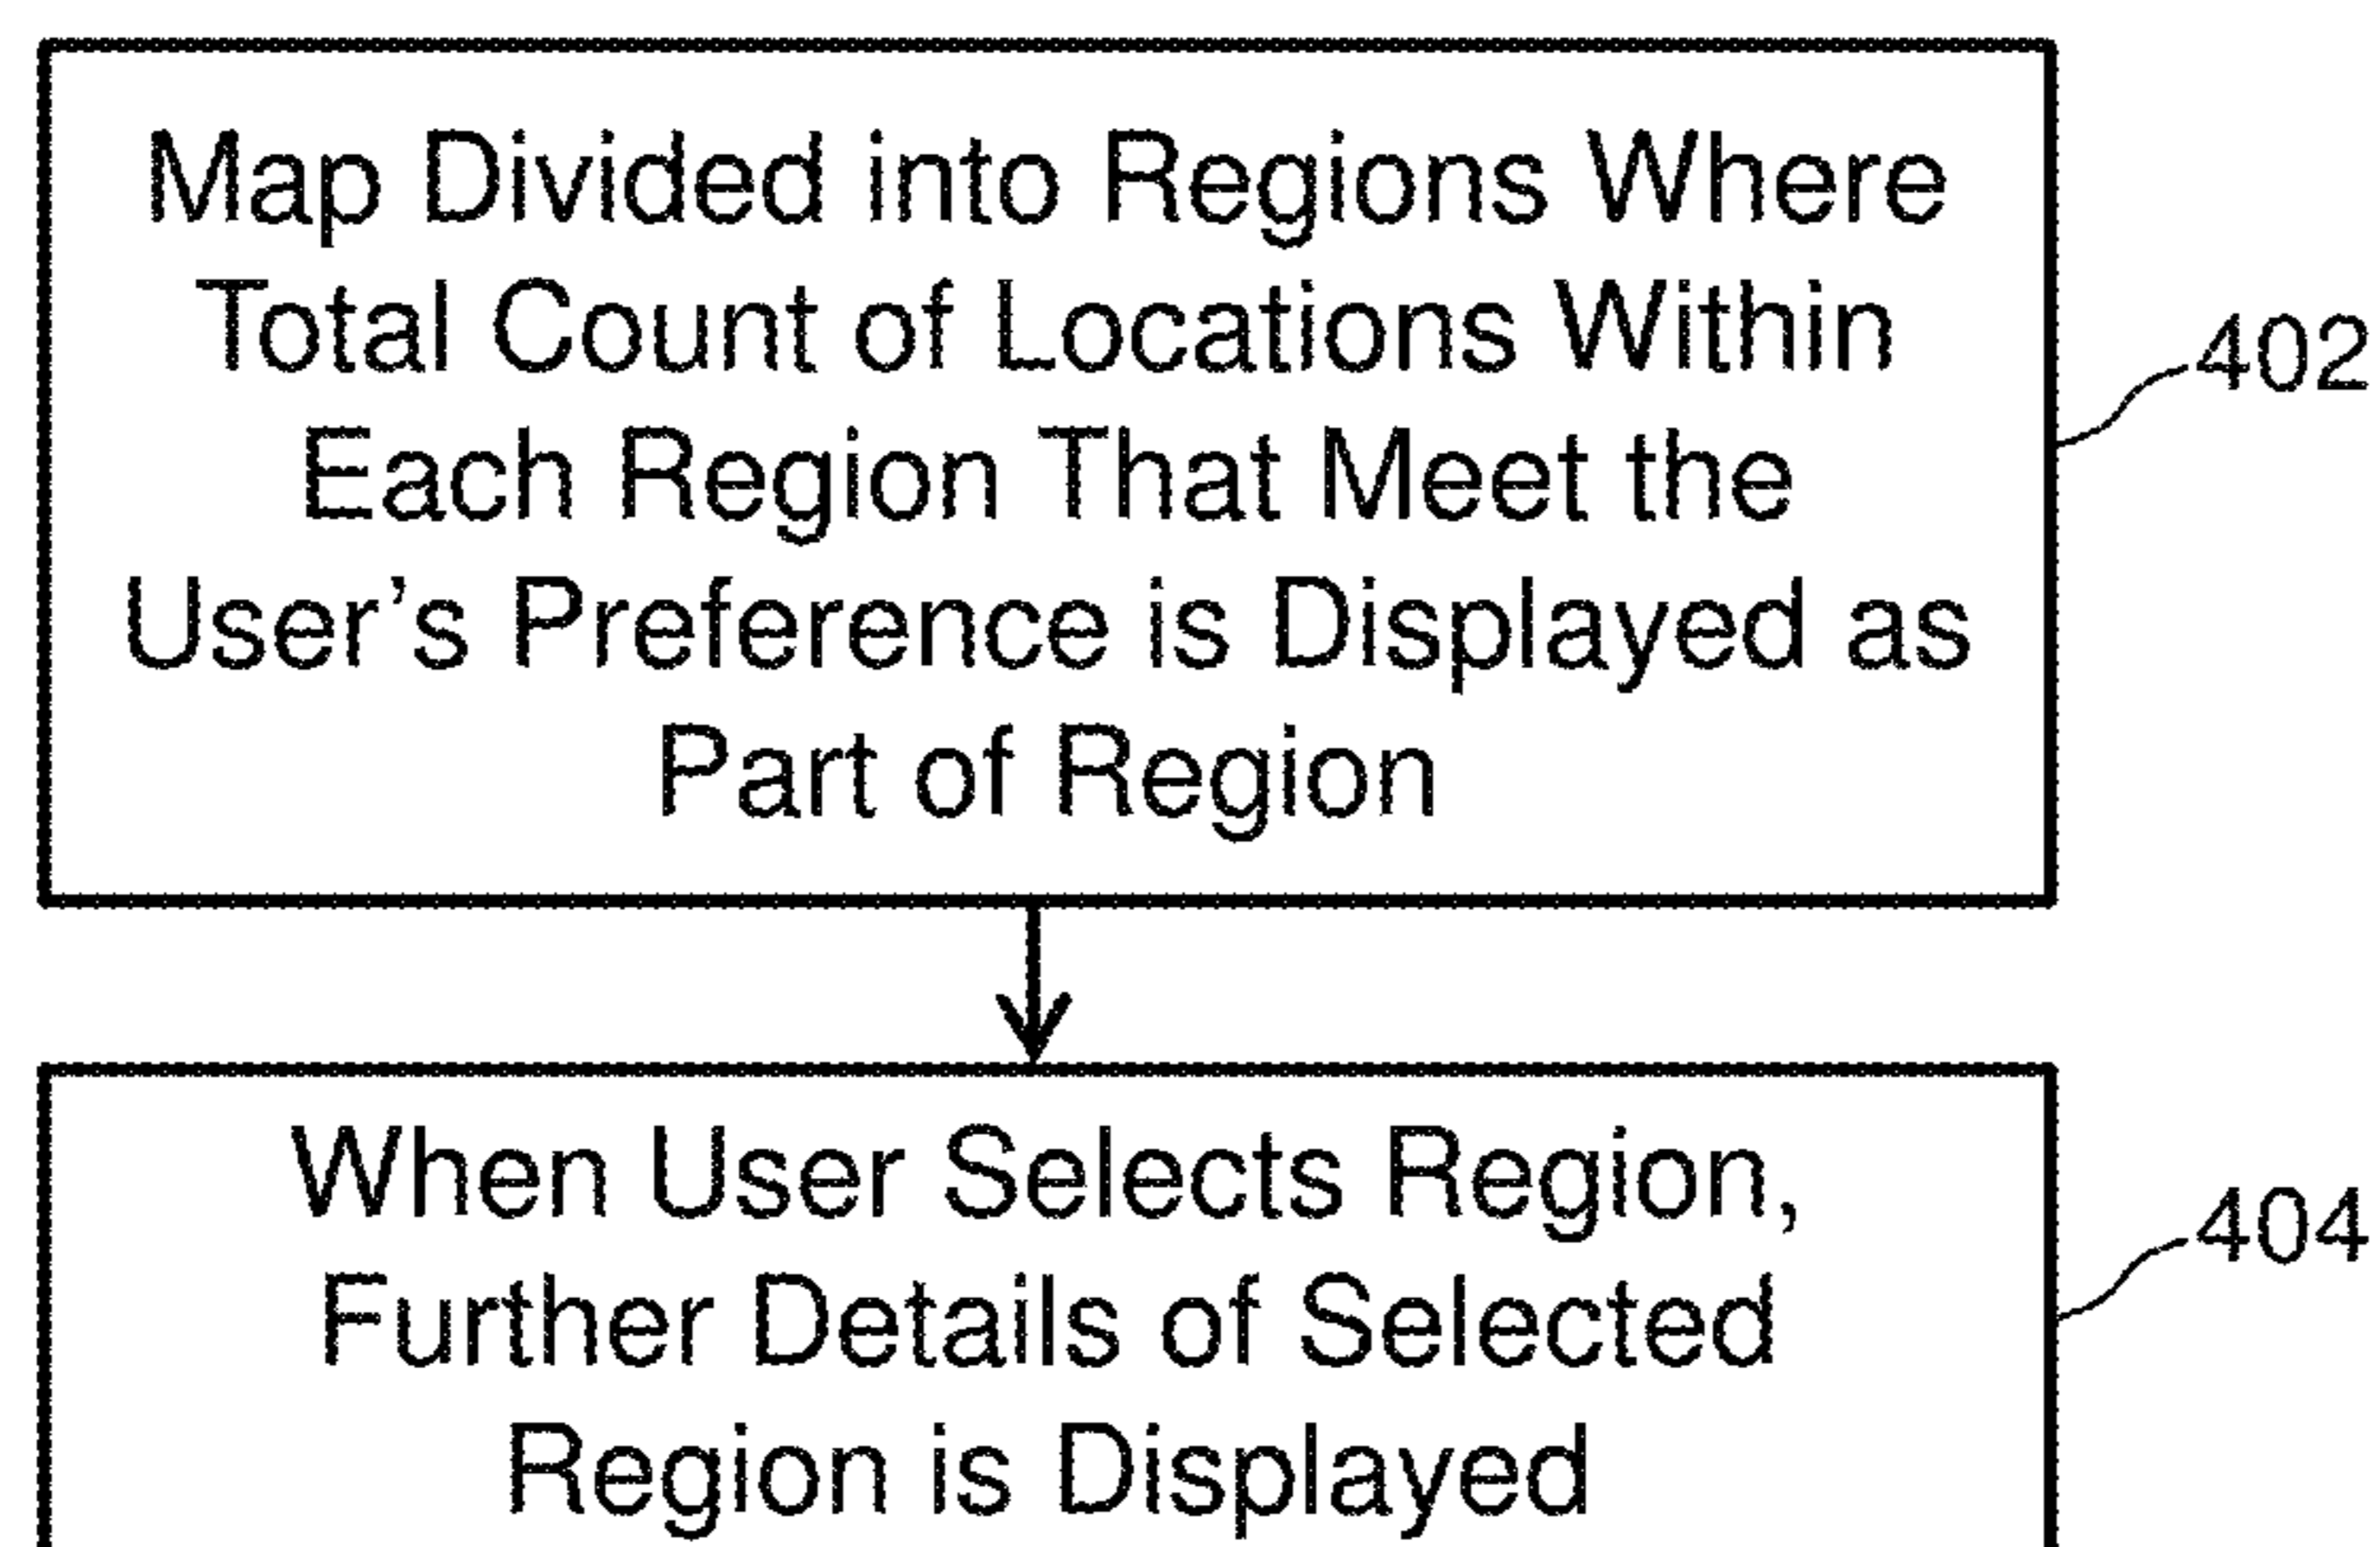 Map Divided into Regions Where
Total Count of Locations Within
Each Region That Meet the
User’s Preference is Displayed as
Part of Region
402
When User Selects Region,
Further Details of Selected
Region is Displayed
404